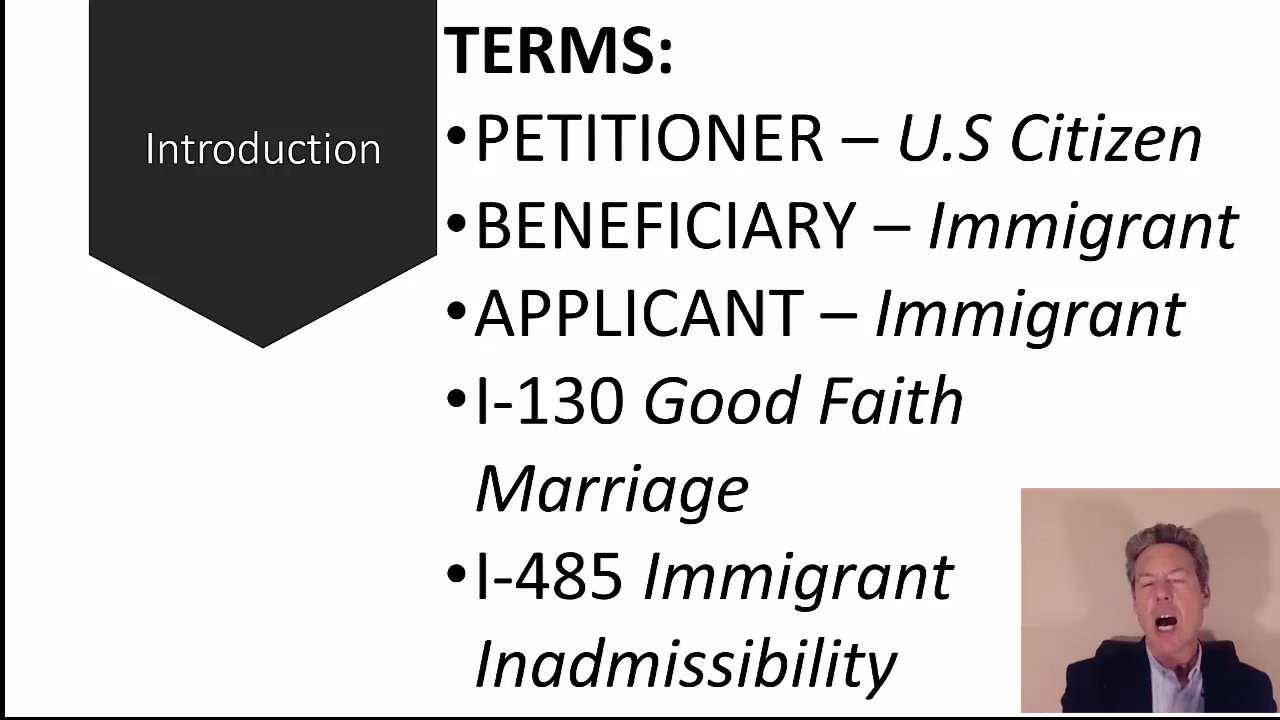 Introduction
TERMS:
•PETITIONER – U.S Citizen
•BENEFICIARY – Immigrant
•APPLICANT – Immigrant
•I-130 Good Faith
Marriage
•I-485 Immigrant
Inadmissibility